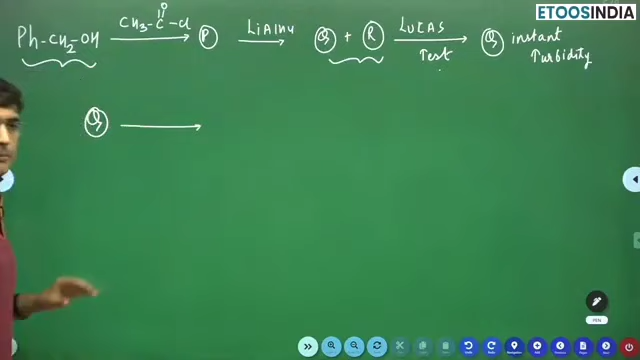 ETOOSINDIA
Ph-CH2-OH CH3-C(=O)-Cl → P LiAlH4 → Q + R LUCAS Test → Q instant Turbidity
Q →
PEN